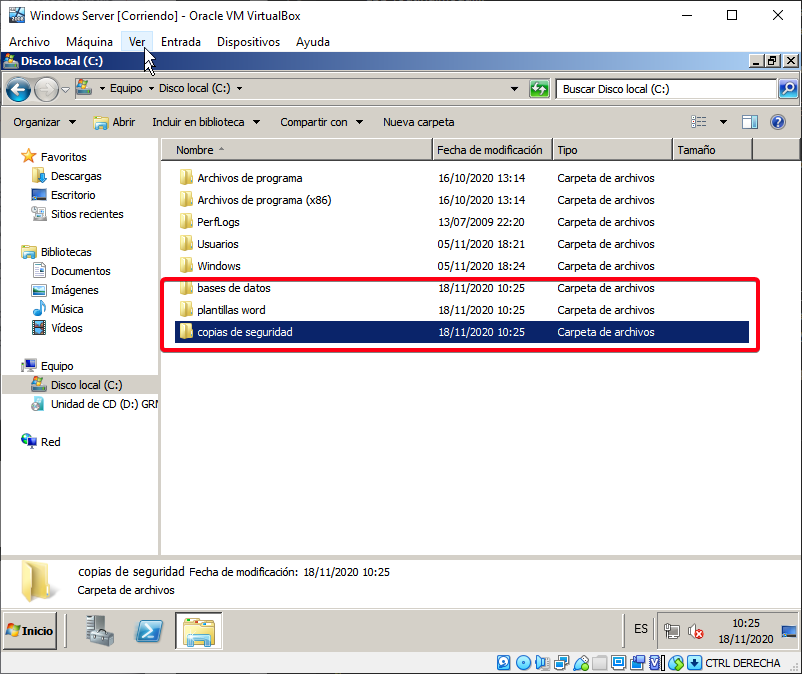 Windows Server [Corriendo] - Oracle VM VirtualBox
Archivo Máquina Ver Entrada Dispositivos Ayuda
Disco local (C:)
Equipo Disco local (C:) Buscar Disco local (C:)
Organizar Abrir Incluir en biblioteca Compartir con Nueva carpeta
Favoritos
Descargas
Escritorio
Sitios recientes
Bibliotecas
Documentos
Imágenes
Música
Vídeos
Equipo
Disco local (C:)
Unidad de CD (D:) GRM
Red
Nombre Fecha de modificación Tipo Tamaño
Archivos de programa 16/10/2020 13:14 Carpeta de archivos
Archivos de programa (x86) 16/10/2020 13:14 Carpeta de archivos
PerfLogs 13/07/2009 22:20 Carpeta de archivos
Usuarios 05/11/2020 18:21 Carpeta de archivos
Windows 05/11/2020 18:24 Carpeta de archivos
bases de datos 18/11/2020 10:25 Carpeta de archivos
plantillas word 18/11/2020 10:25 Carpeta de archivos
copias de seguridad 18/11/2020 10:25 Carpeta de archivos
copias de seguridad Fecha de modificación: 18/11/2020 10:25
Carpeta de archivos
Inicio ES 10:25
18/11/2020
CTRL DERECHA